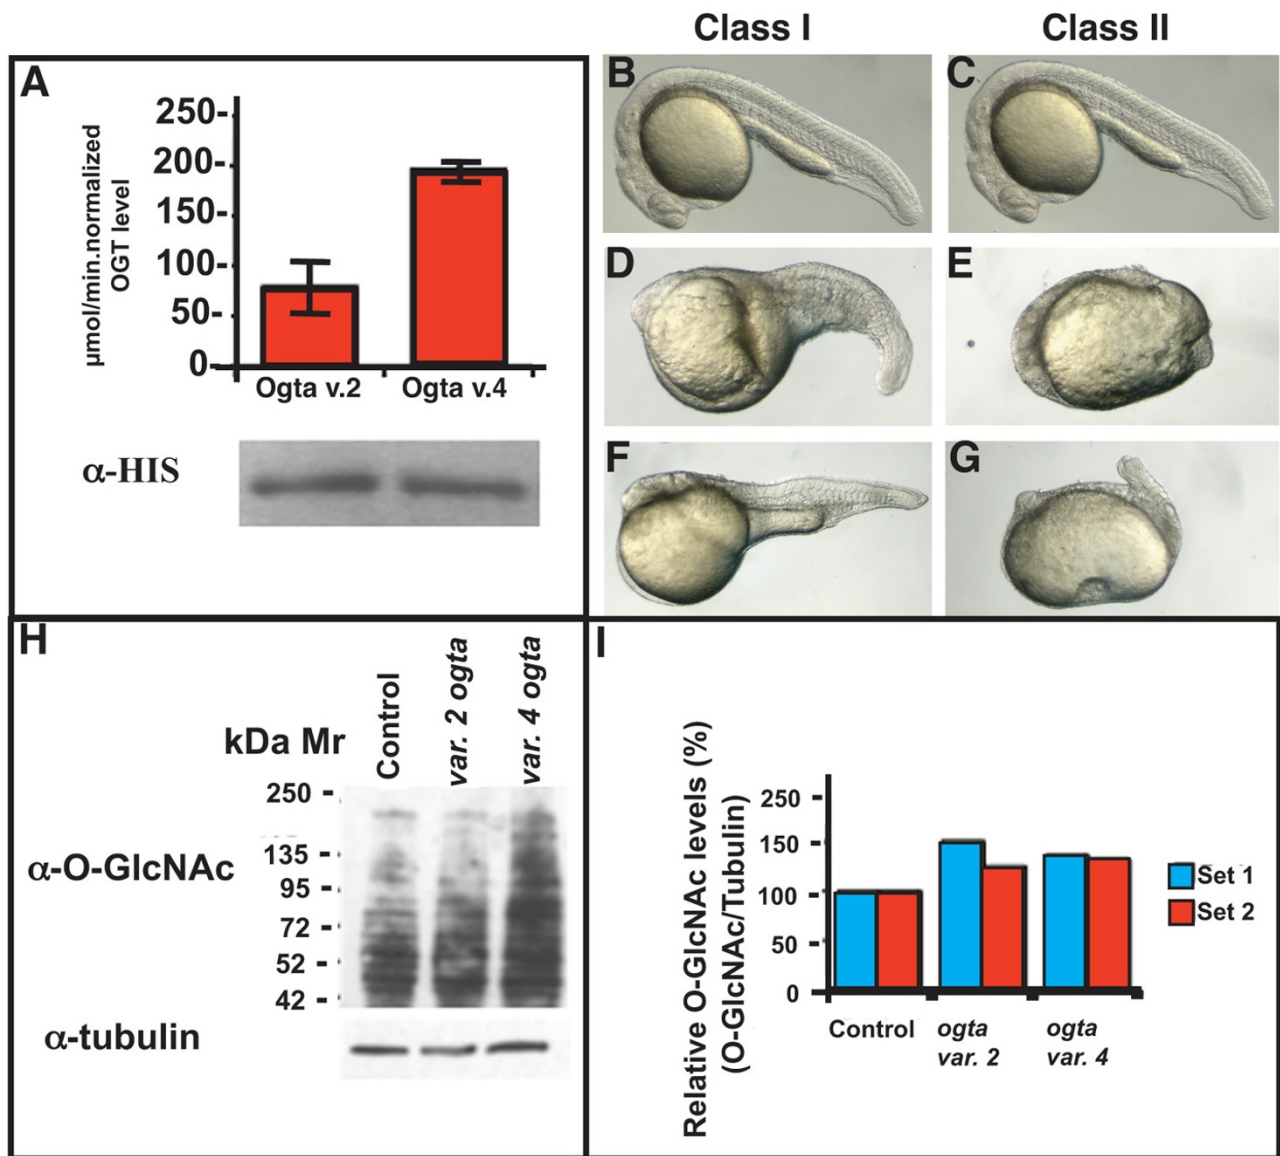 Class I
Class II
A
µmol/min.normalized
OGT level
250-
200-
150-
100-
50-
0-
Ogta v.2
Ogta v.4
α-HIS
B
C
D
E
F
G
H
kDa Mr
Control
var. 2 ogta
var. 4 ogta
250 -
135 -
95 -
72 -
52 -
42 -
α-O-GlcNAc
α-tubulin
I
Relative O-GlcNAc levels (%)
(O-GlcNAc/Tubulin)
250 -
150 -
100 -
50 -
0 -
Control
ogta
var. 2
ogta
var. 4
Set 1
Set 2